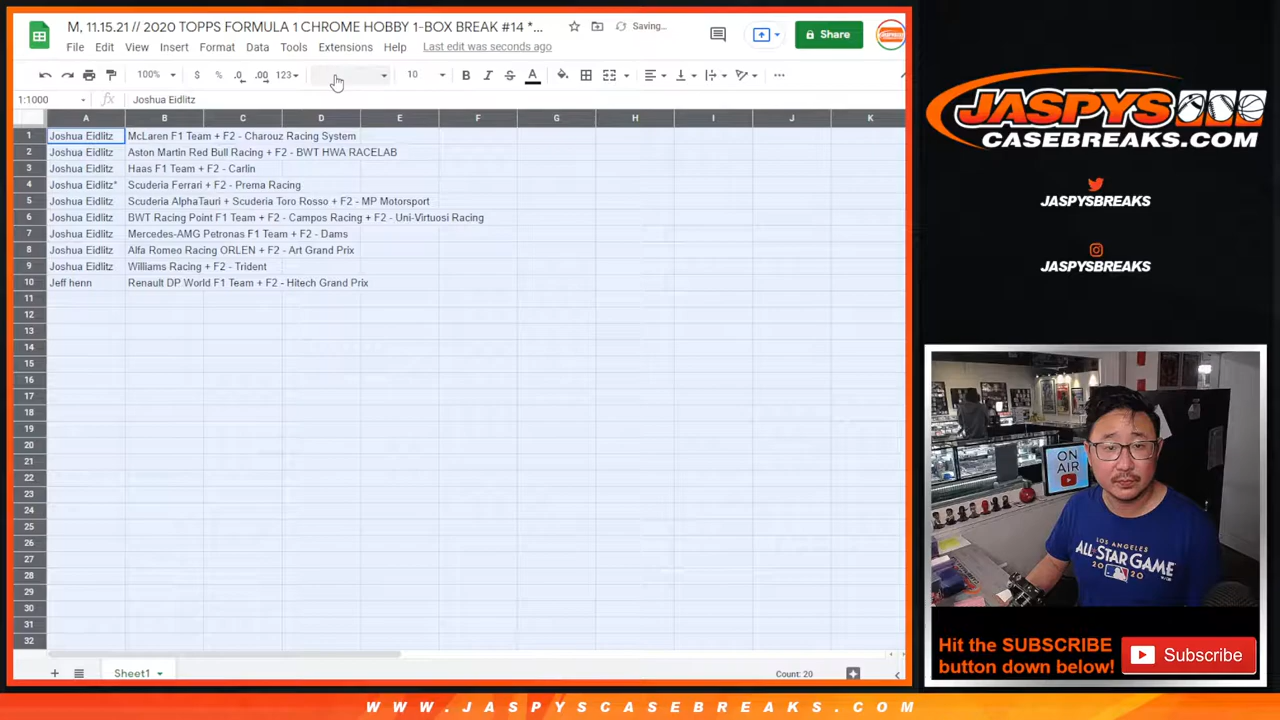 M, 11.15.21 // 2020 TOPPS FORMULA 1 CHROME HOBBY 1-BOX BREAK #14 *...
Saving...
Share
File Edit View Insert Format Data Tools Extensions Help Last edit was seconds ago
100% $ % .0 .00 123 10 B I S A
1:1000 fx Joshua Eidlitz
A B C D E F G H I J K
1 Joshua Eidlitz McLaren F1 Team + F2 - Charouz Racing System
2 Joshua Eidlitz Aston Martin Red Bull Racing + F2 - BWT HWA RACELAB
3 Joshua Eidlitz Haas F1 Team + F2 - Carlin
4 Joshua Eidlitz* Scuderia Ferrari + F2 - Prema Racing
5 Joshua Eidlitz Scuderia AlphaTauri + Scuderia Toro Rosso + F2 - MP Motorsport
6 Joshua Eidlitz BWT Racing Point F1 Team + F2 - Campos Racing + F2 - Uni-Virtuosi Racing
7 Joshua Eidlitz Mercedes-AMG Petronas F1 Team + F2 - Dams
8 Joshua Eidlitz Alfa Romeo Racing ORLEN + F2 - Art Grand Prix
9 Joshua Eidlitz Williams Racing + F2 - Trident
10 Jeff henn Renault DP World F1 Team + F2 - Hitech Grand Prix
11
12
13
14
15
16
17
18
19
20
21
22
23
24
25
26
27
28
29
30
31
32
Sheet1
Count: 20
JASPYS
CASEBREAKS.COM
JASPYSBREAKS
JASPYSBREAKS
ON
AIR
LOS ANGELES
ALL-STAR GAME
2020
Hit the SUBSCRIBE
button down below!
Subscribe
WWW.JASPYSCASEBREAKS.COM